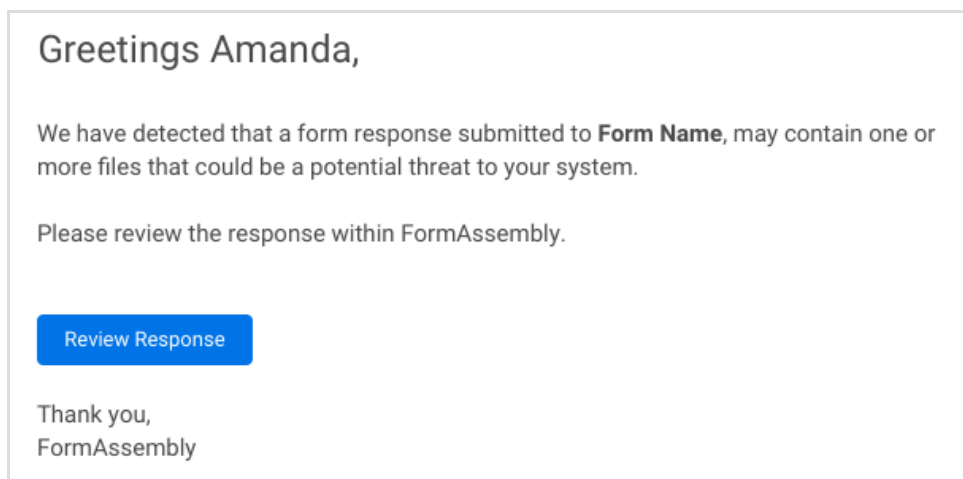 Greetings Amanda,
We have detected that a form response submitted to Form Name, may contain one or
more files that could be a potential threat to your system.
Please review the response within FormAssembly.
Review Response
Thank you,
FormAssembly